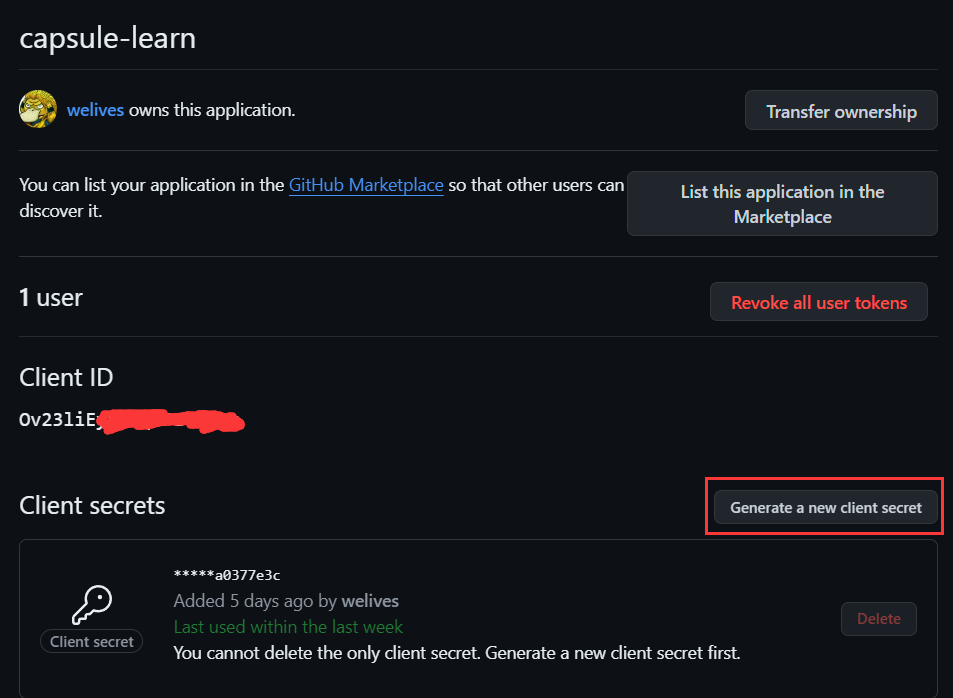 capsule-learn
welives owns this application.
Transfer ownership
You can list your application in the GitHub Marketplace so that other users can
discover it.
List this application in the
Marketplace
1 user
Revoke all user tokens
Client ID
Ov23liE
Client secrets
Generate a new client secret
*****a0377e3c
Added 5 days ago by welives
Last used within the last week
You cannot delete the only client secret. Generate a new client secret first.
Client secret
Delete